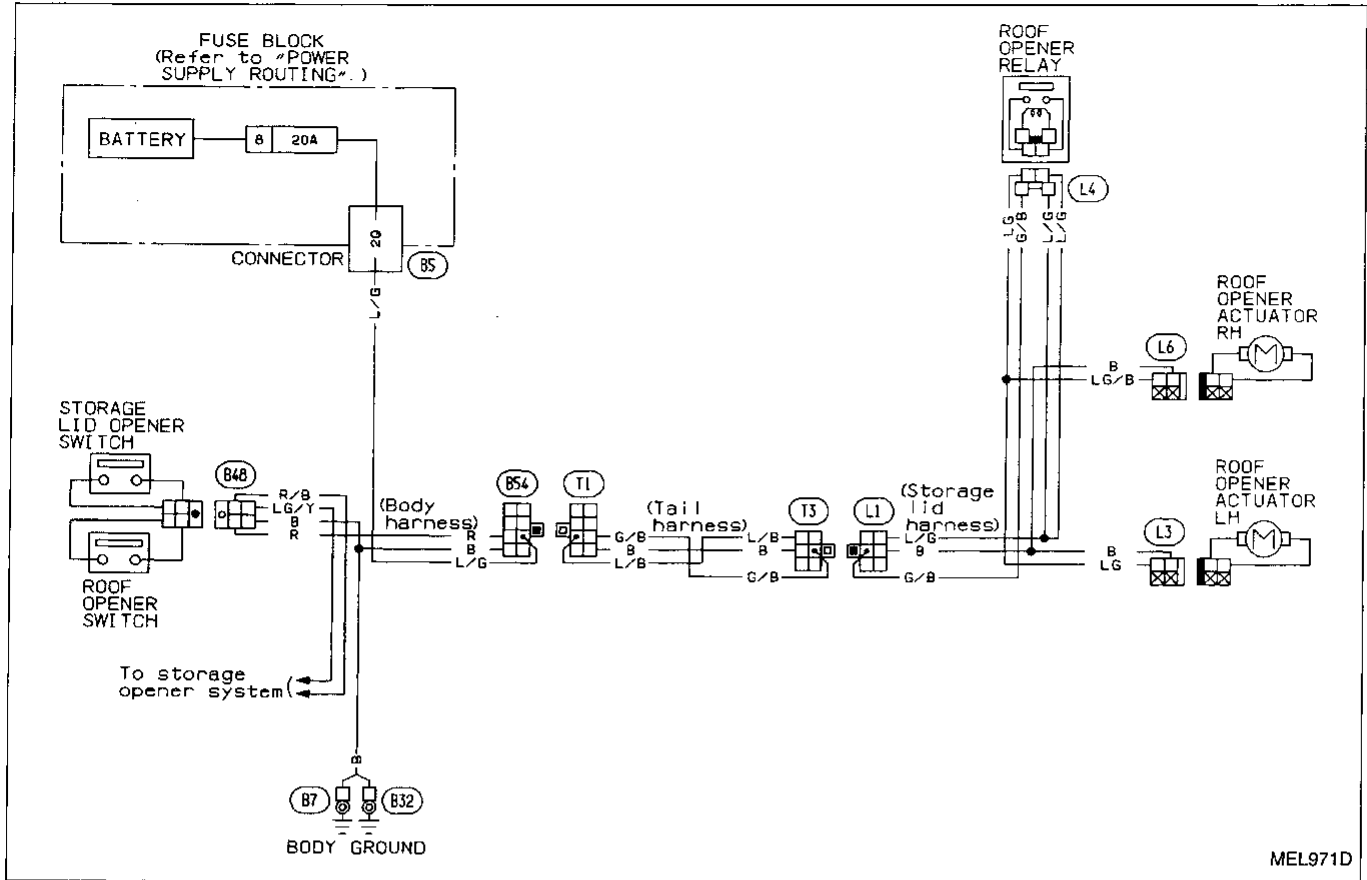 FUSE BLOCK
(Refer to "POWER
SUPPLY ROUTING".)
BATTERY
8
20A
2Q
CONNECTOR
B5
L/G
ROOF
OPENER
RELAY
L4
LG
G/B
L/G
L/G
ROOF
OPENER
ACTUATOR
RH
L6
B
LG/B
STORAGE
LID OPENER
SWITCH
B48
R/B
LG/Y
B
R
ROOF
OPENER
SWITCH
(Body
harness)
R
B
L/G
B54
T1
G/B
B
L/B
(Tail
harness)
L/B
B
G/B
T3
L1
(Storage
lid
harness)
L/G
B
G/B
ROOF
OPENER
ACTUATOR
LH
L3
B
LG
To storage
opener system
B
B7
B32
BODY GROUND
MEL971D